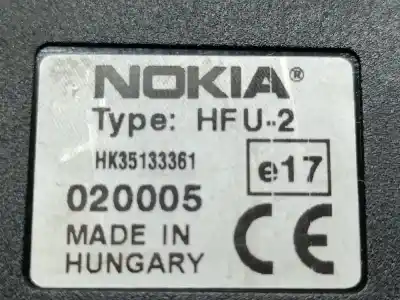 NOKIA®
Type: HFU-2
HK35133361
e17
020005
CE
MADE IN
HUNGARY